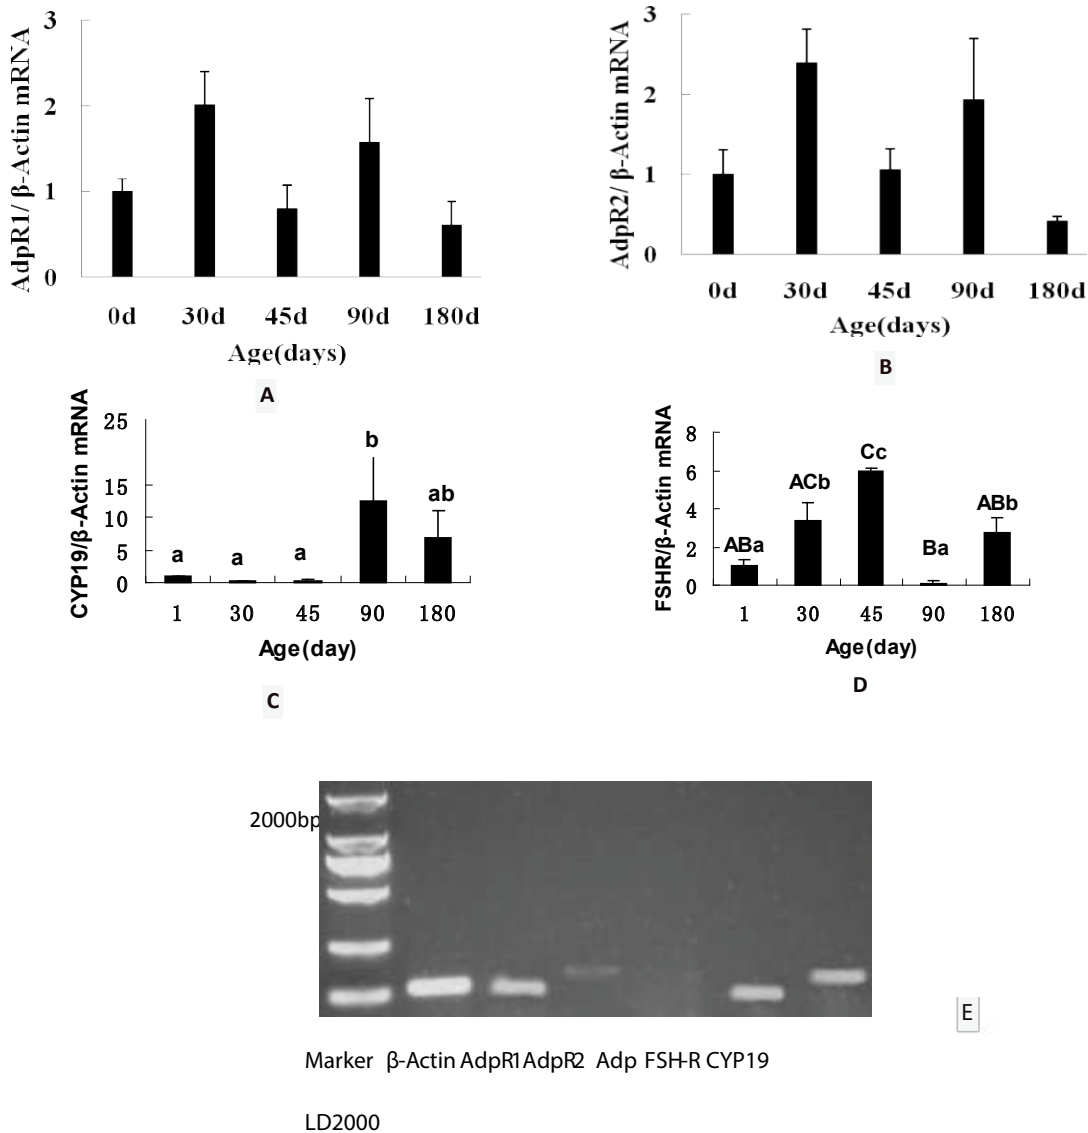 AdpR1/ β-Actin mRNA
3
2
1
0
0d 30d 45d 90d 180d
Age(days)
A
AdpR2/ β-Actin mRNA
3
2
1
0
0d 30d 45d 90d 180d
Age(days)
B
CYP19/β-Actin mRNA
25
15
10
5
0
a a a b ab
1 30 45 90 180
Age(day)
C
FSHR/β-Actin mRNA
8
6
4
2
0
ABa ACb Cc Ba ABb
1 30 45 90 180
Age(day)
D
2000bp
E
Marker β-Actin AdpR1 AdpR2 Adp FSH-R CYP19
LD2000